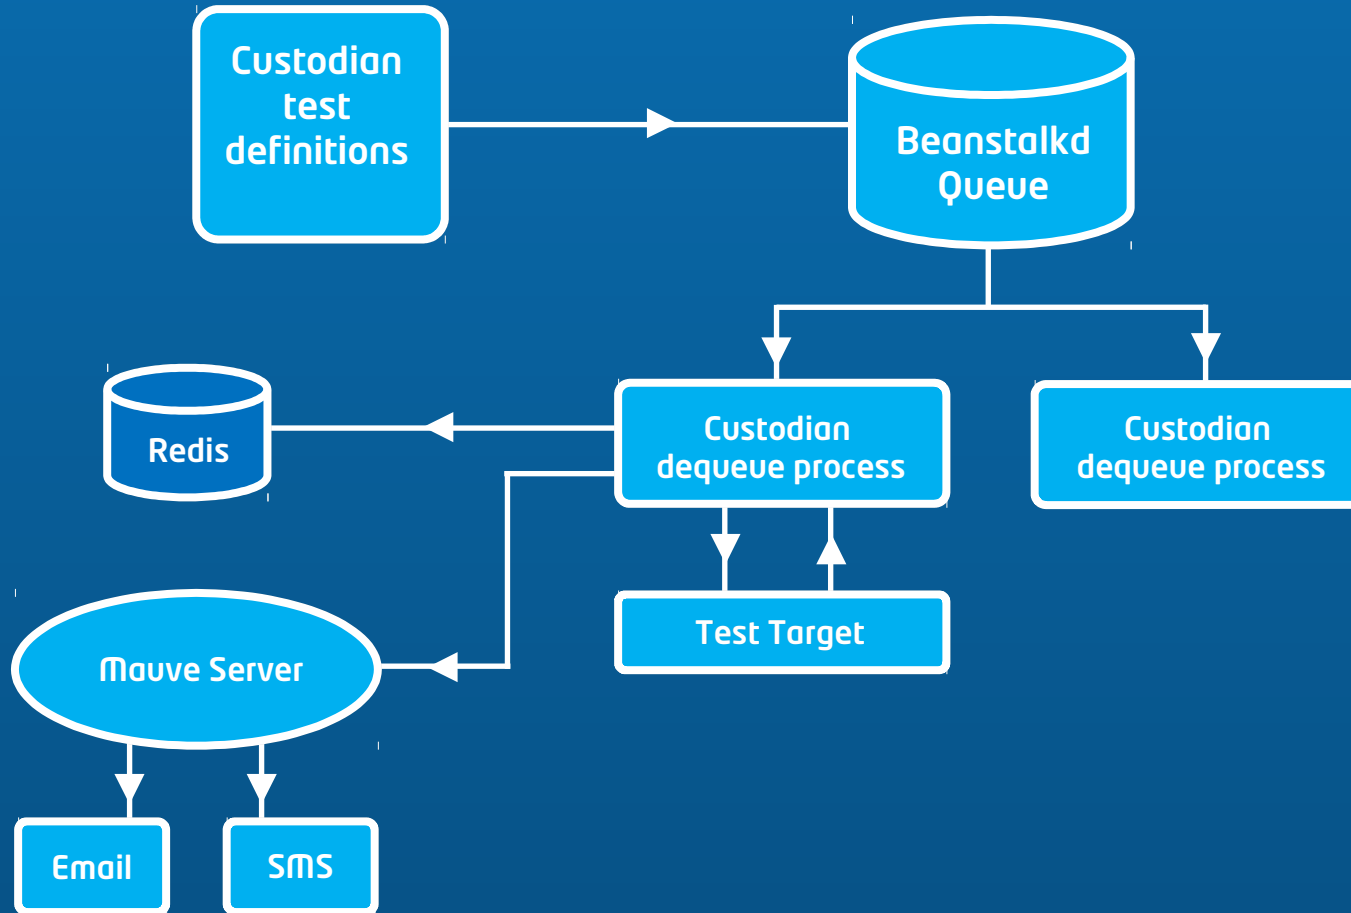 Custodian
test
definitions
Beanstalkd
Queue
Redis
Custodian
dequeue process
Custodian
dequeue process
Test Target
Mauve Server
Email
SMS